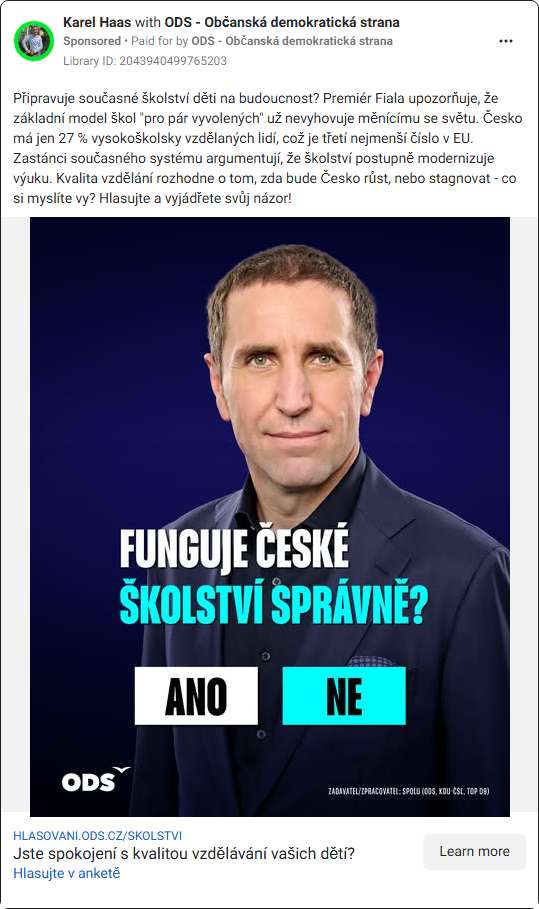 Karel Haas with ODS - Občanská demokratická strana
Sponsored • Paid for by ODS - Občanská demokratická strana
Library ID: 2043940499765203
Připravuje současné školství děti na budoucnost? Premiér Fiala upozorňuje, že
základní model škol "pro pár vyvolených" už nevyhovuje měnícímu se světu. Česko
má jen 27 % vysokoškolsky vzdělaných lidí, což je třetí nejmenší číslo v EU.
Zastánci současného systému argumentují, že školství postupně modernizuje
výuku. Kvalita vzdělání rozhodne o tom, zda bude Česko růst, nebo stagnovat - co
si myslíte vy? Hlasujte a vyjádřete svůj názor!
FUNGUJE ČESKÉ
ŠKOLSTVÍ SPRÁVNĚ?
ANO NE
ODS
ZADAVATEL/ZPRACOVATEL: SPOLU (ODS, KDU-ČSL, TOP 09)
HLASOVANI.ODS.CZ/SKOLSTVI
Jste spokojení s kvalitou vzdělávání vašich dětí?
Hlasujte v anketě
Learn more